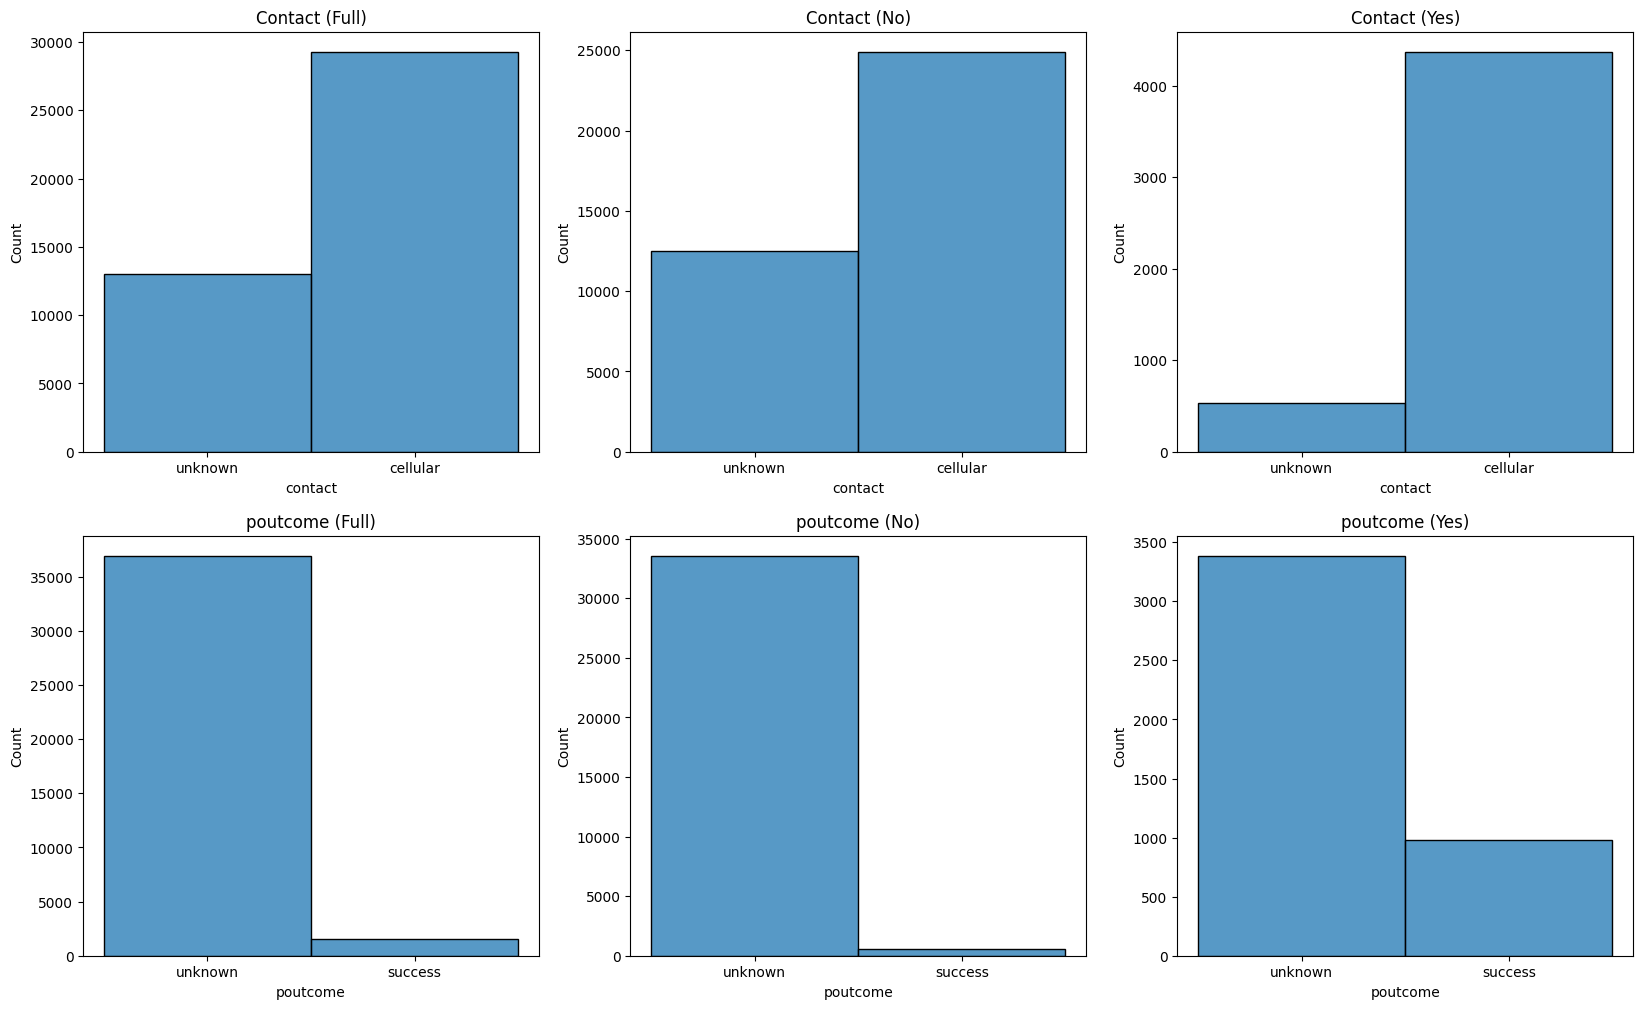 Contact (Full)
30000
25000
20000
15000
10000
5000
0
Count
unknown cellular
contact
Contact (No)
25000
20000
15000
10000
5000
0
Count
unknown cellular
contact
Contact (Yes)
4000
3000
2000
1000
0
Count
unknown cellular
contact
poutcome (Full)
35000
30000
25000
20000
15000
10000
5000
0
Count
unknown success
poutcome
poutcome (No)
35000
30000
25000
20000
15000
10000
5000
0
Count
unknown success
poutcome
poutcome (Yes)
3500
3000
2500
2000
1500
1000
500
0
Count
unknown success
poutcome